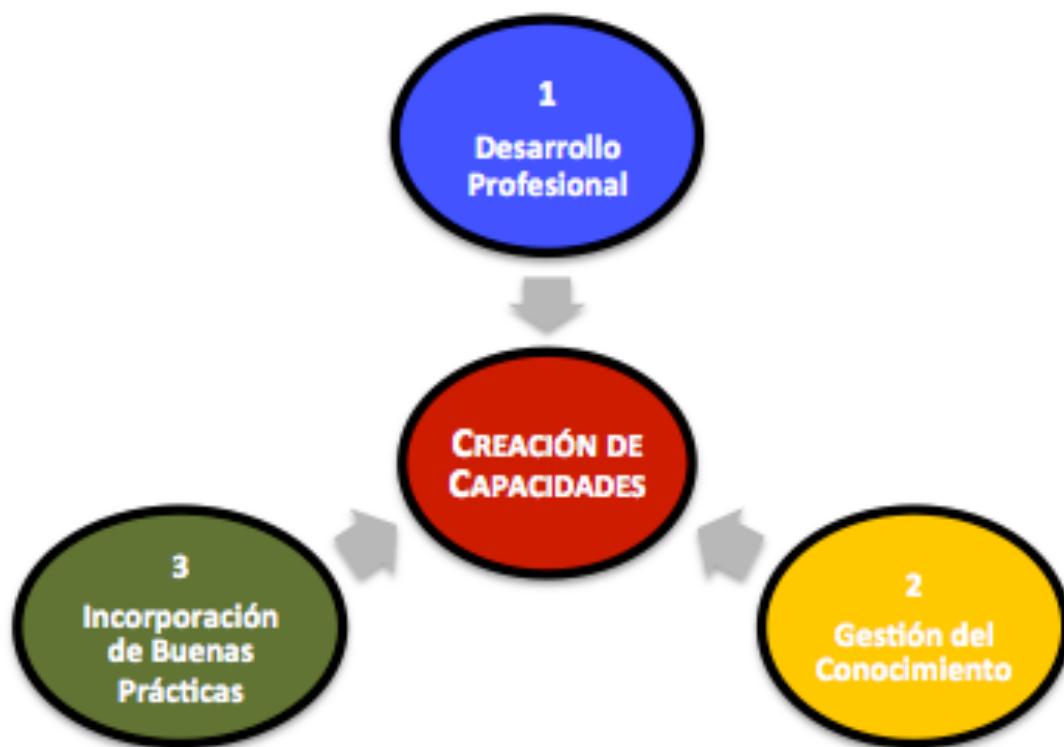 1
Desarrollo
Profesional
CREACIÓN DE
CAPACIDADES
3
Incorporación
de Buenas
Prácticas
2
Gestión del
Conocimiento